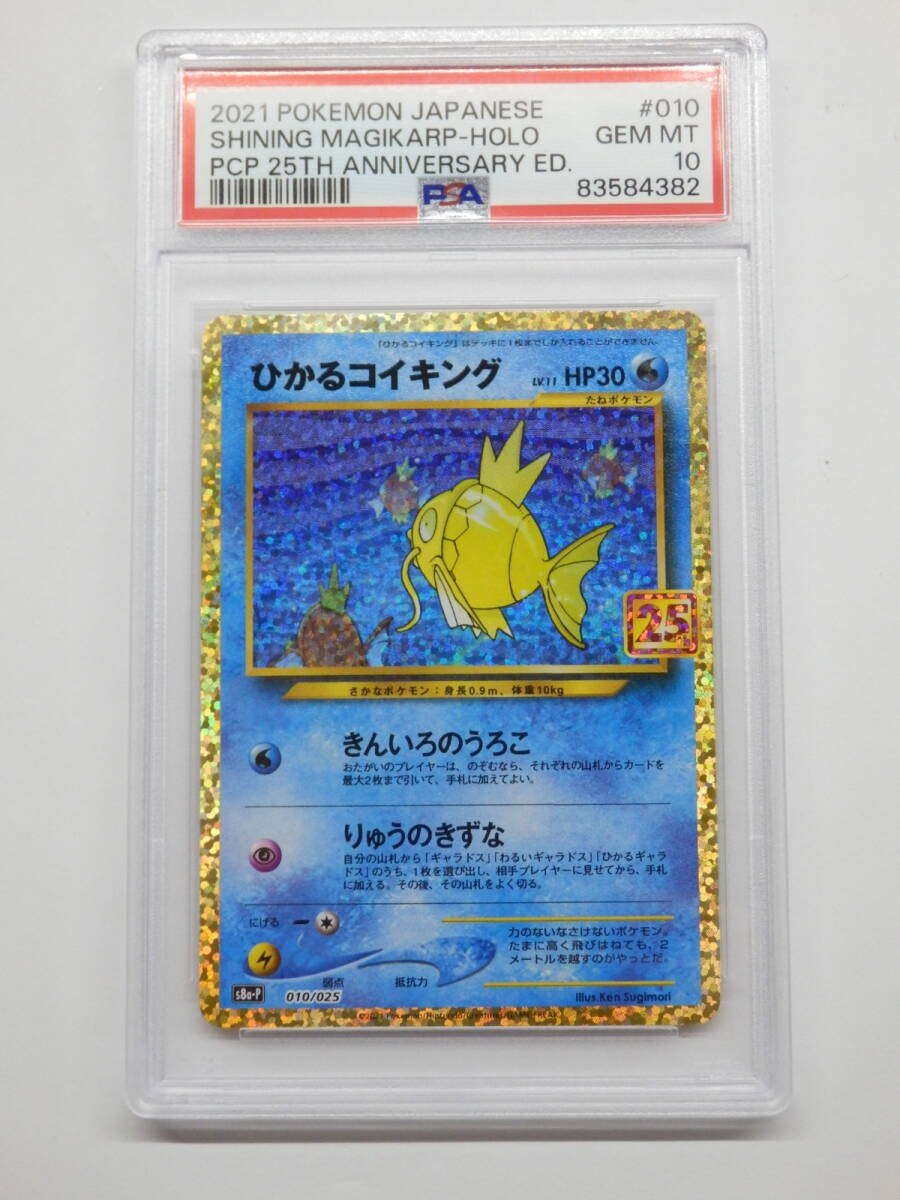 2021 POKEMON JAPANESE #010
SHINING MAGIKARP-HOLO GEM MT
PCP 25TH ANNIVERSARY ED. 10
PSA 83584382
「ひかるコイキング」はデッキに1枚までしか入れることができません。
ひかるコイキング LV.11 HP30
たねポケモン
25th
さかなポケモン：身長0.9m、体重10kg
きんいろのうろこ
おたがいのプレイヤーは、のぞむなら、それぞれの山札からカードを
最大2枚まで引いて、手札に加えてよい。
りゅうのきずな
自分の山札から「ギャラドス」「わるいギャラドス」「ひかるギャラ
ドス」のうち、1枚を選び出し、相手プレイヤーに見せてから、手札
に加える。その後、その山札をよく切る。
にげる
力のないなさけないポケモン。
たまに高く飛びはねても、2
メートルを越すのがやっとだ。
弱点 抵抗力
s8a-P 010/025 Illus.Ken Sugimori
©2021 Pokémon/Nintendo/Creatures/GAME FREAK